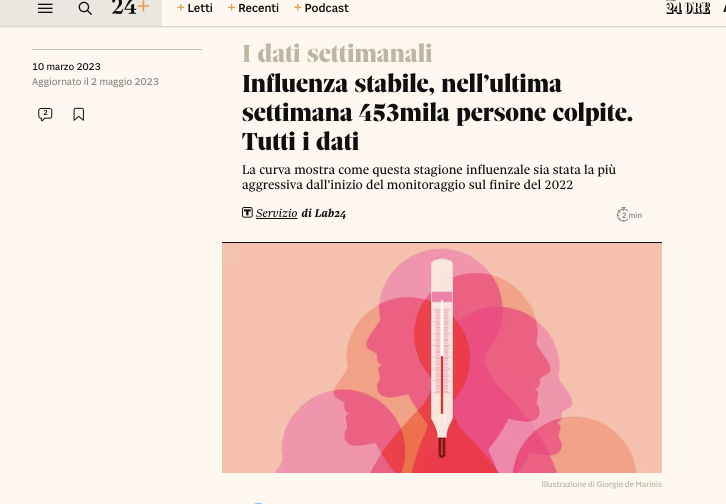 24+
+ Letti + Recenti + Podcast
24 ORE
10 marzo 2023
Aggiornato il 2 maggio 2023
2
I dati settimanali
Influenza stabile, nell’ultima
settimana 453mila persone colpite.
Tutti i dati
La curva mostra come questa stagione influenzale sia stata la più
aggressiva dall’inizio del monitoraggio sul finire del 2022
T Servizio di Lab24
2 min
Illustrazione di Giorgio de Marinis